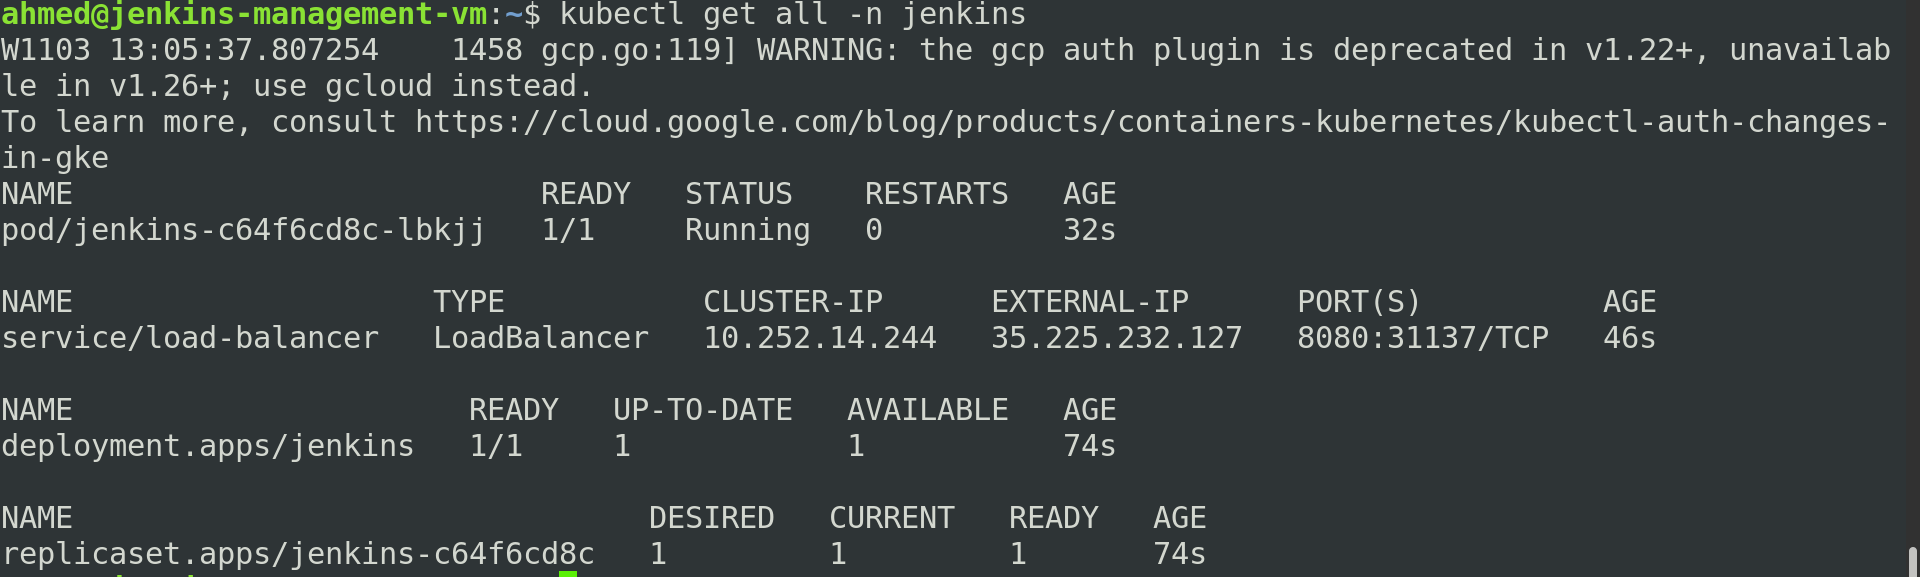 ahmed@jenkins-management-vm:~$ kubectl get all -n jenkins
W1103 13:05:37.807254    1458 gcp.go:119] WARNING: the gcp auth plugin is deprecated in v1.22+, unavailab
le in v1.26+; use gcloud instead.
To learn more, consult https://cloud.google.com/blog/products/containers-kubernetes/kubectl-auth-changes-
in-gke
NAME                          READY   STATUS    RESTARTS   AGE
pod/jenkins-c64f6cd8c-lbkjj   1/1     Running   0          32s

NAME                    TYPE           CLUSTER-IP      EXTERNAL-IP      PORT(S)          AGE
service/load-balancer   LoadBalancer   10.252.14.244   35.225.232.127   8080:31137/TCP   46s

NAME                      READY   UP-TO-DATE   AVAILABLE   AGE
deployment.apps/jenkins   1/1     1            1           74s

NAME                                DESIRED   CURRENT   READY   AGE
replicaset.apps/jenkins-c64f6cd8c   1         1         1       74s